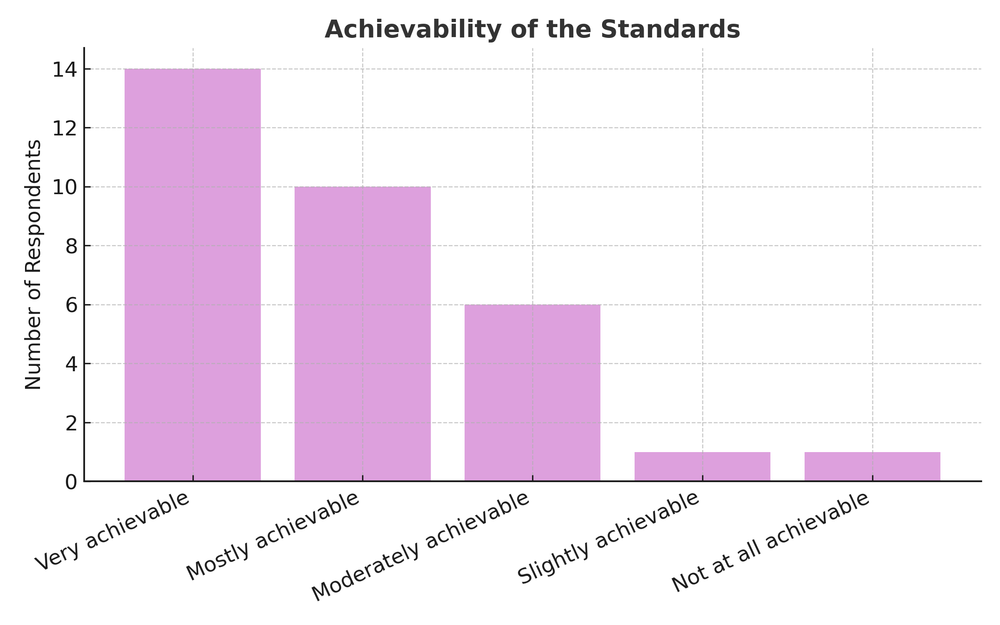 Achievability of the Standards
Number of Respondents
14
12
10
8
6
4
2
0
Very achievable
Mostly achievable
Moderately achievable
Slightly achievable
Not at all achievable